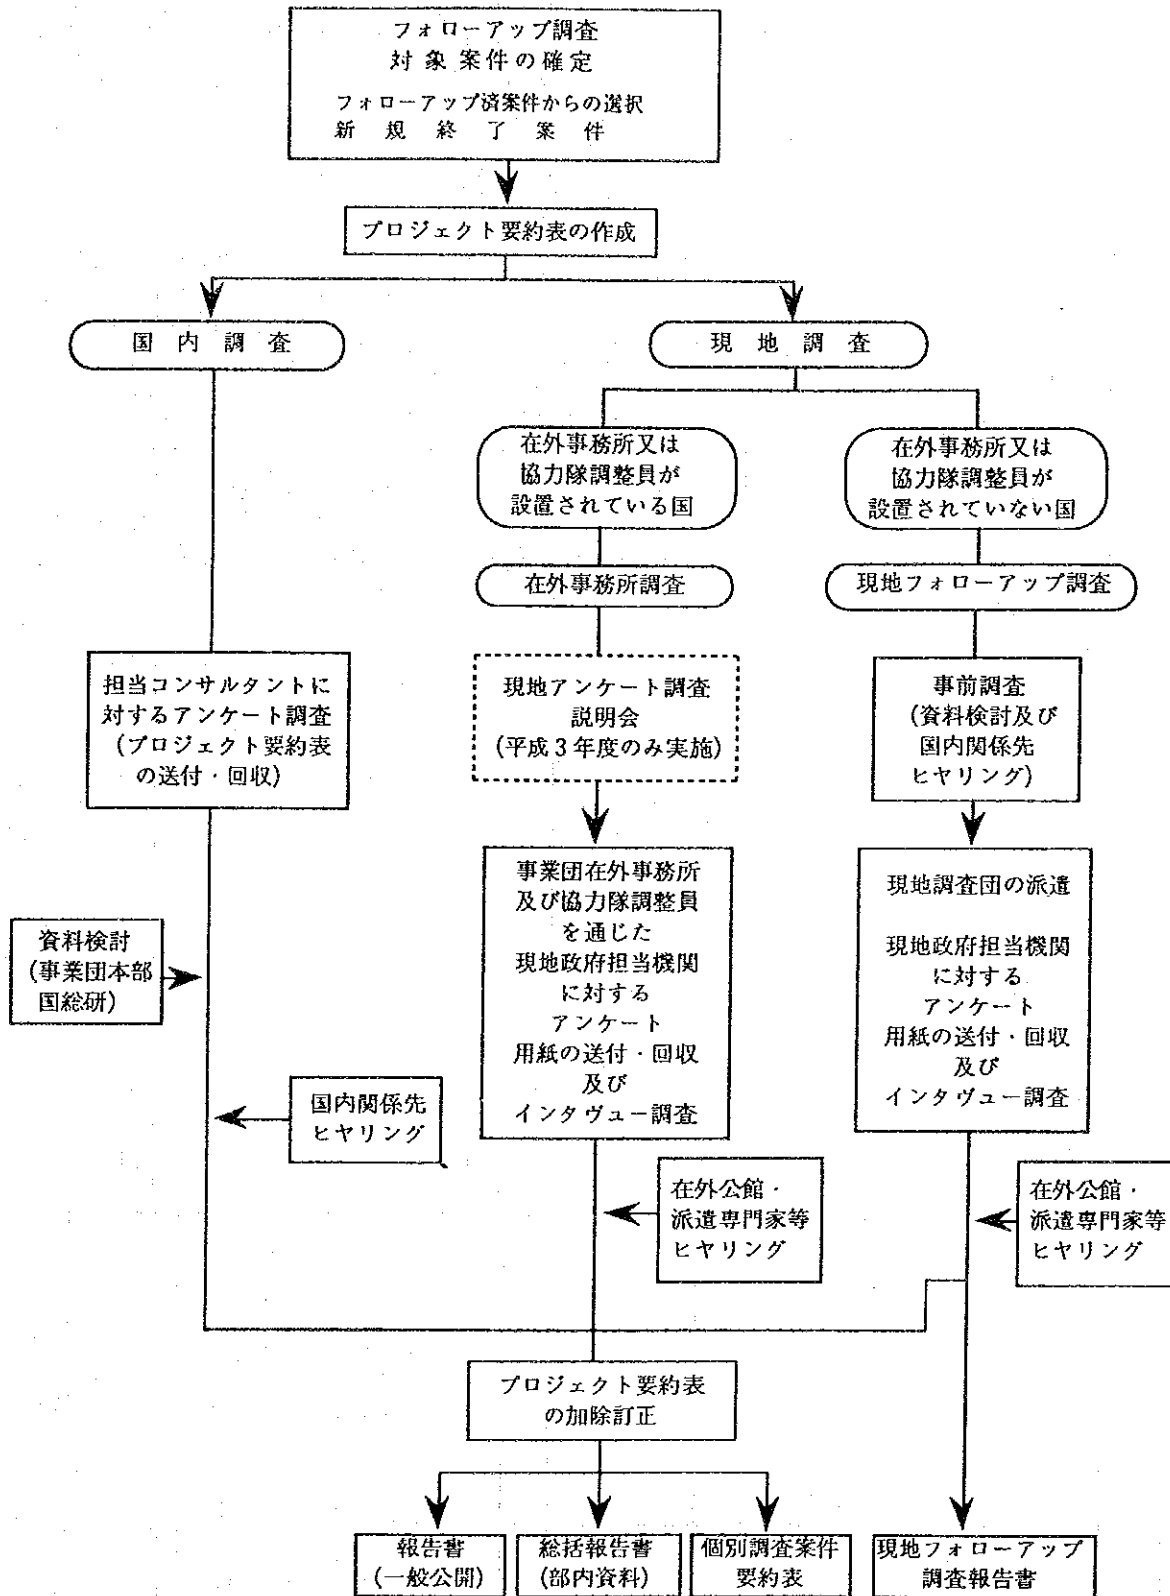 フォローアップ調査
対象案件の確定
フォローアップ済案件からの選択
新規終了案件
プロジェクト要約表の作成
国内調査
現地調査
在外事務所又は
協力隊調整員が
設置されている国
在外事務所又は
協力隊調整員が
設置されていない国
在外事務所調査
現地フォローアップ調査
担当コンサルタントに
対するアンケート調査
(プロジェクト要約表
の送付・回収)
現地アンケート調査
説明会
(平成3年度のみ実施)
事前調査
(資料検討及び
国内関係先
ヒヤリング)
資料検討
(事業団本部
国総研)
国内関係先
ヒヤリング
事業団在外事務所
及び協力隊調整員
を通じた
現地政府担当機関
に対する
アンケート
用紙の送付・回収
及び
インタヴュー調査
現地調査団の派遣
現地政府担当機関
に対する
アンケート
用紙の送付・回収
及び
インタヴュー調査
在外公館・
派遣専門家等
ヒヤリング
在外公館・
派遣専門家等
ヒヤリング
プロジェクト要約表
の加除訂正
報告書
(一般公開)
総括報告書
(部内資料)
個別調査案件
要約表
現地フォローアップ
調査報告書